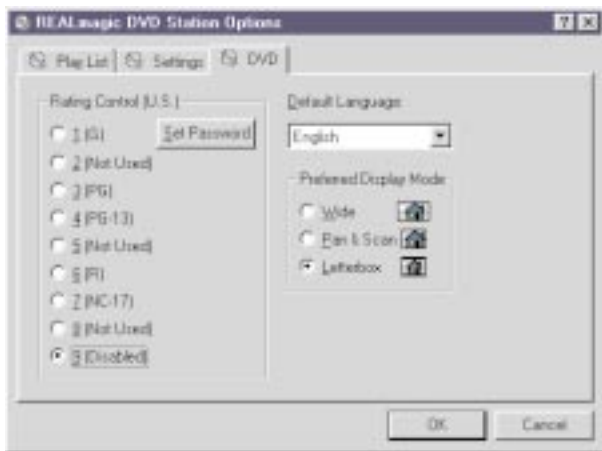 REALmagic DVD Station Options
Play List
Settings
DVD
Rating Control (U.S.)
1 (G)
Set Password
2 (Not Used)
3 (PG)
4 (PG-13)
5 (Not Used)
6 (R)
7 (NC-17)
8 (Not Used)
9 (Disabled)
Default Language:
English
Preferred Display Mode
Wide
Pan & Scan
Letterbox
OK
Cancel